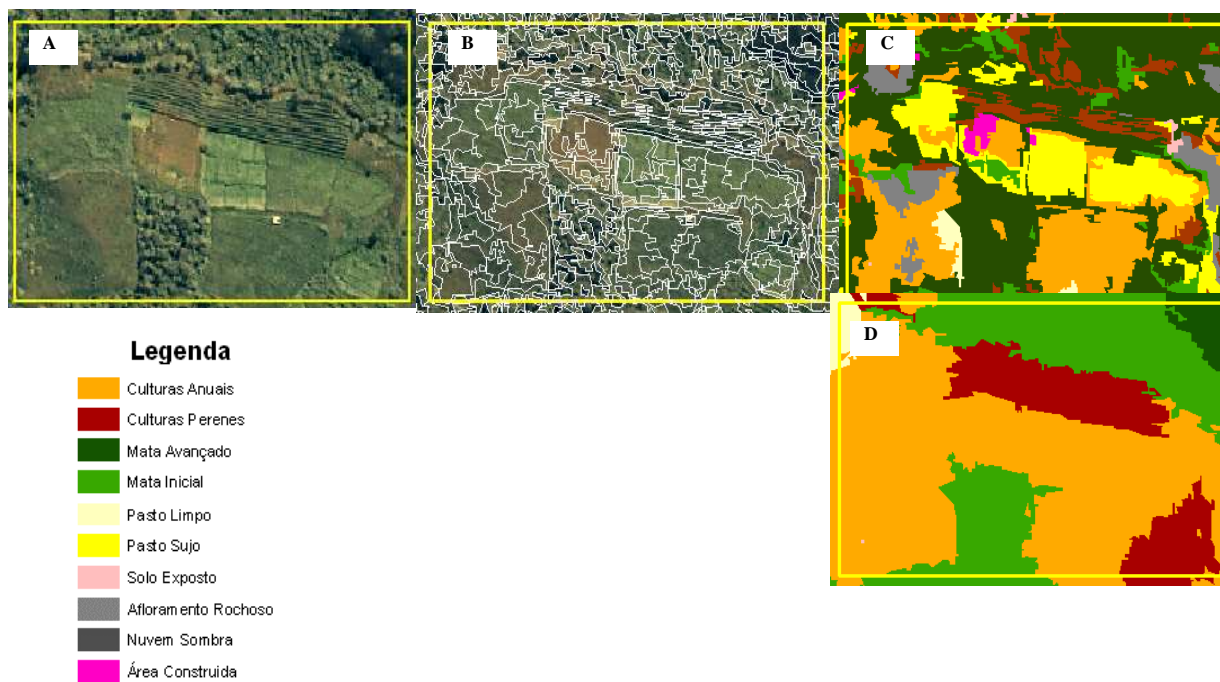 A
B
C
D
Legenda
Culturas Anuais
Culturas Perenes
Mata Avançado
Mata Inicial
Pasto Limpo
Pasto Sujo
Solo Exposto
Afloramento Rochoso
Nuvem Sombra
Área Construida